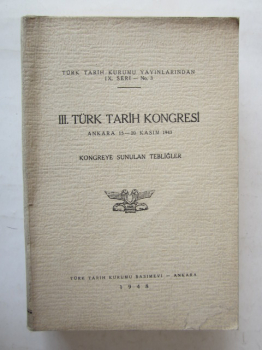 TÜRK TARİH KURUMU YAYINLARINDAN
IX. SERİ — No. 3
III. TÜRK TARİH KONGRESİ
ANKARA 15—20 KASIM 1943
KONGREYE SUNULAN TEBLİĞLER
TÜRK TARİH KURUMU BASIMEVİ — ANKARA
1948